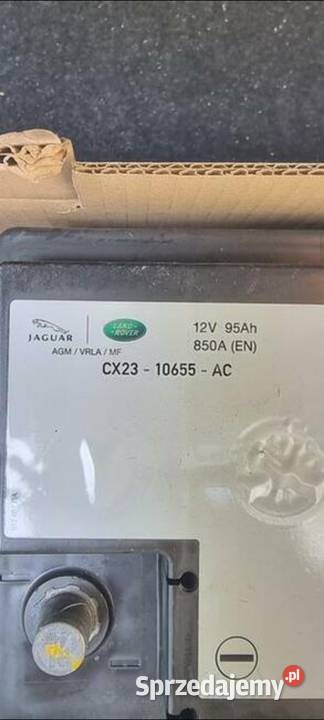 JAGUAR
LAND-
ROVER
12V 95Ah
850A (EN)
AGM / VRLA / MF
CX23 - 10655 - AC
Sprzedajemy.pl